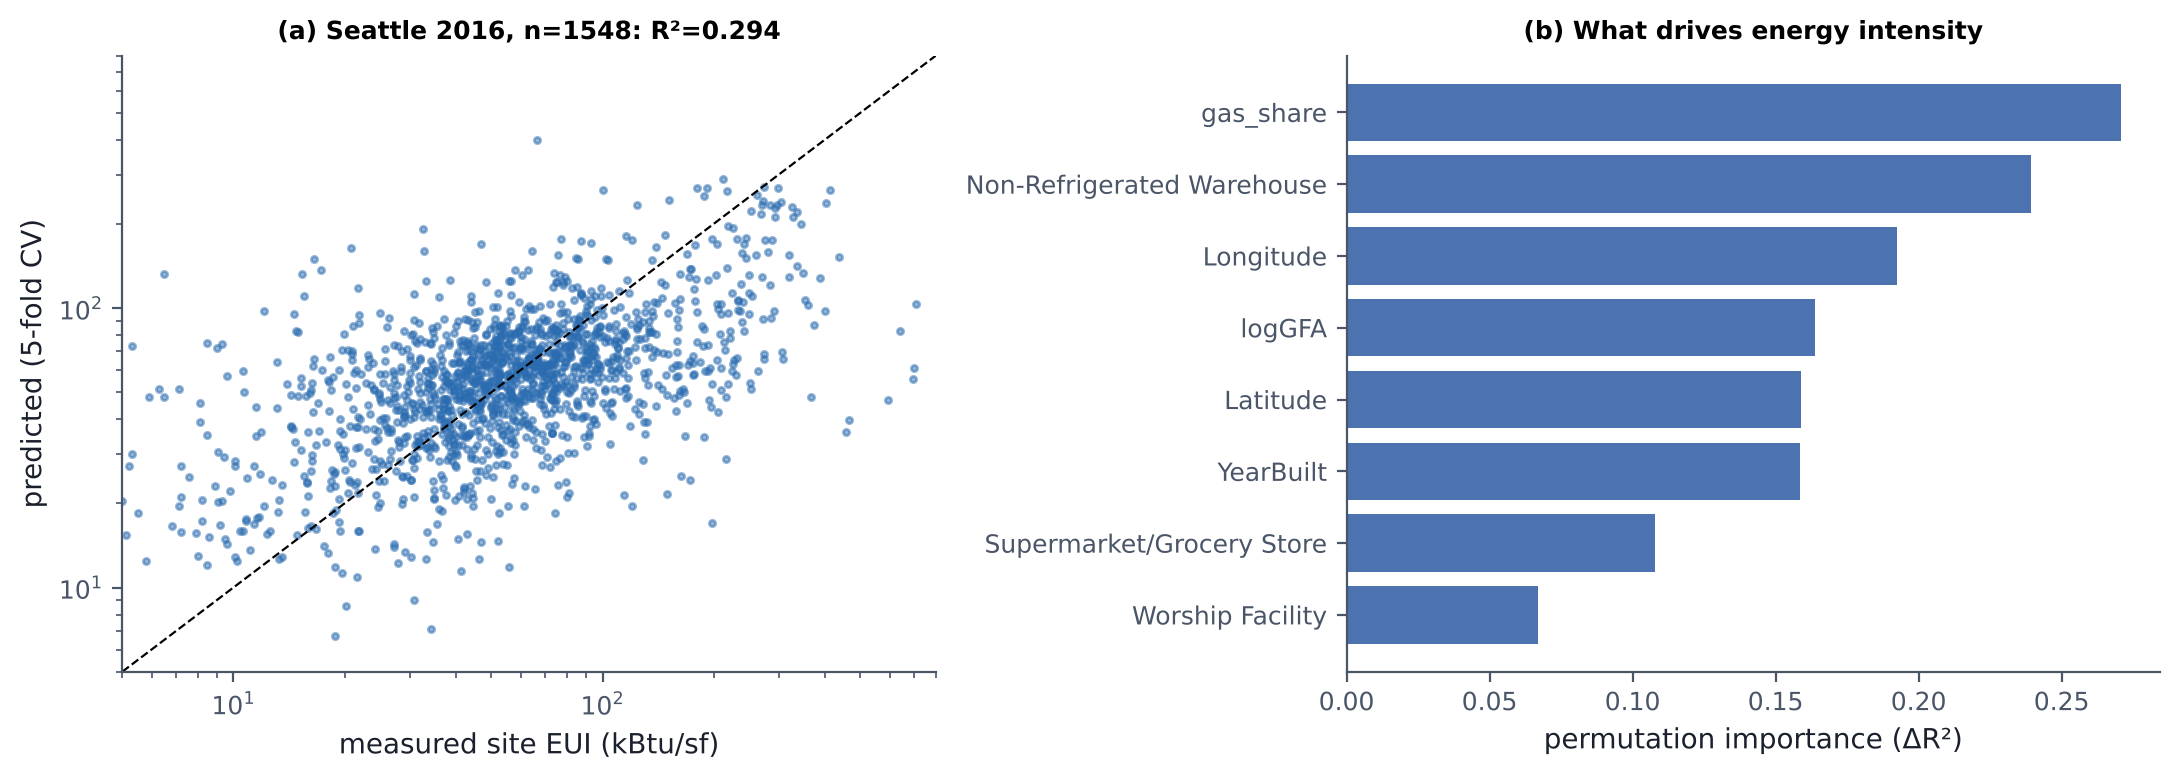 (a) Seattle 2016, n=1548: R²=0.294
predicted (5-fold CV)
10²
10¹
10¹
10²
measured site EUI (kBtu/sf)
(b) What drives energy intensity
gas_share
Non-Refrigerated Warehouse
Longitude
logGFA
Latitude
YearBuilt
Supermarket/Grocery Store
Worship Facility
0.00
0.05
0.10
0.15
0.20
0.25
permutation importance (ΔR²)